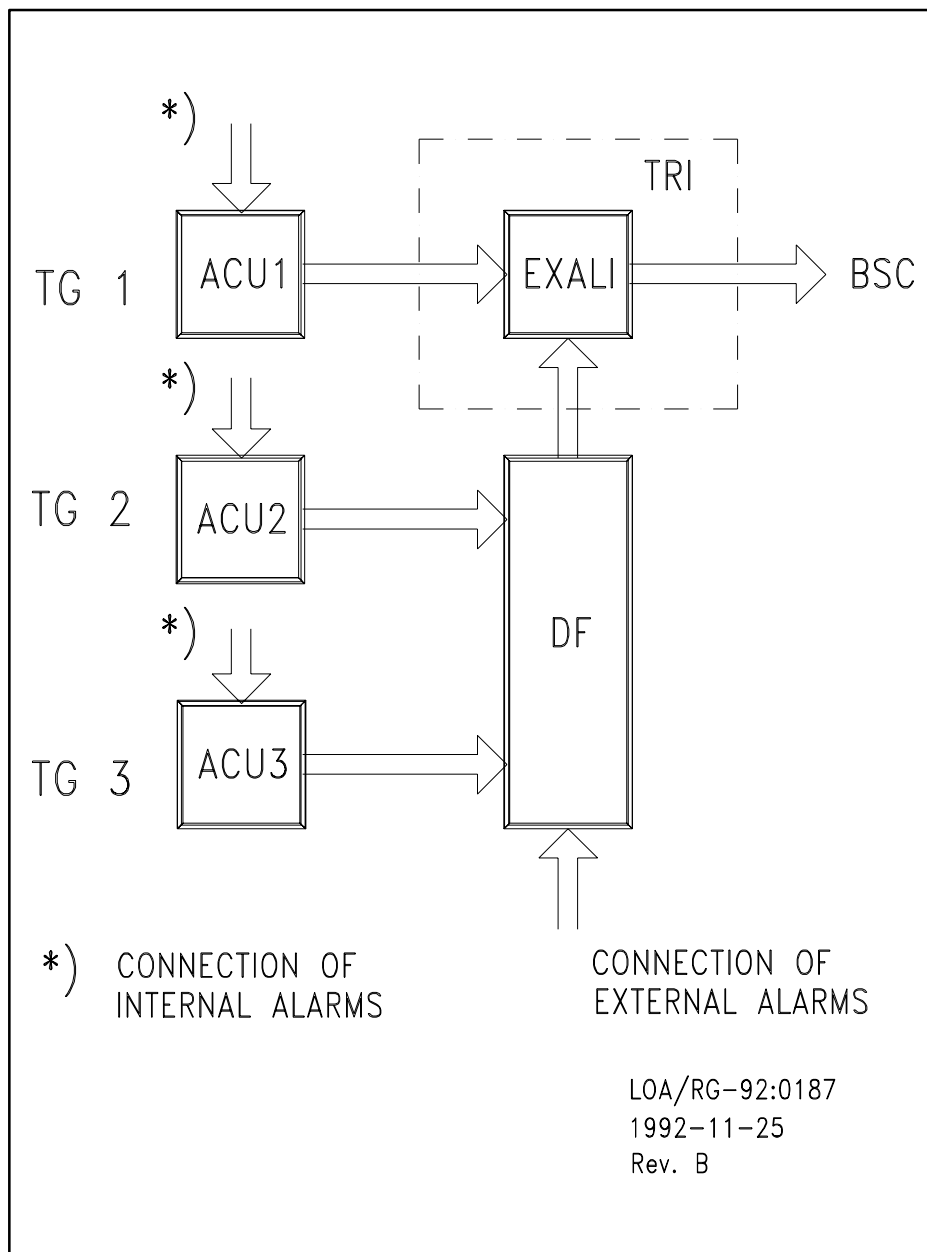 *)
TRI
TG 1
ACU1
EXALI
BSC
*)
TG 2
ACU2
*)
DF
TG 3
ACU3
*) CONNECTION OF
INTERNAL ALARMS
CONNECTION OF
EXTERNAL ALARMS
LOA/RG-92:0187
1992-11-25
Rev. B